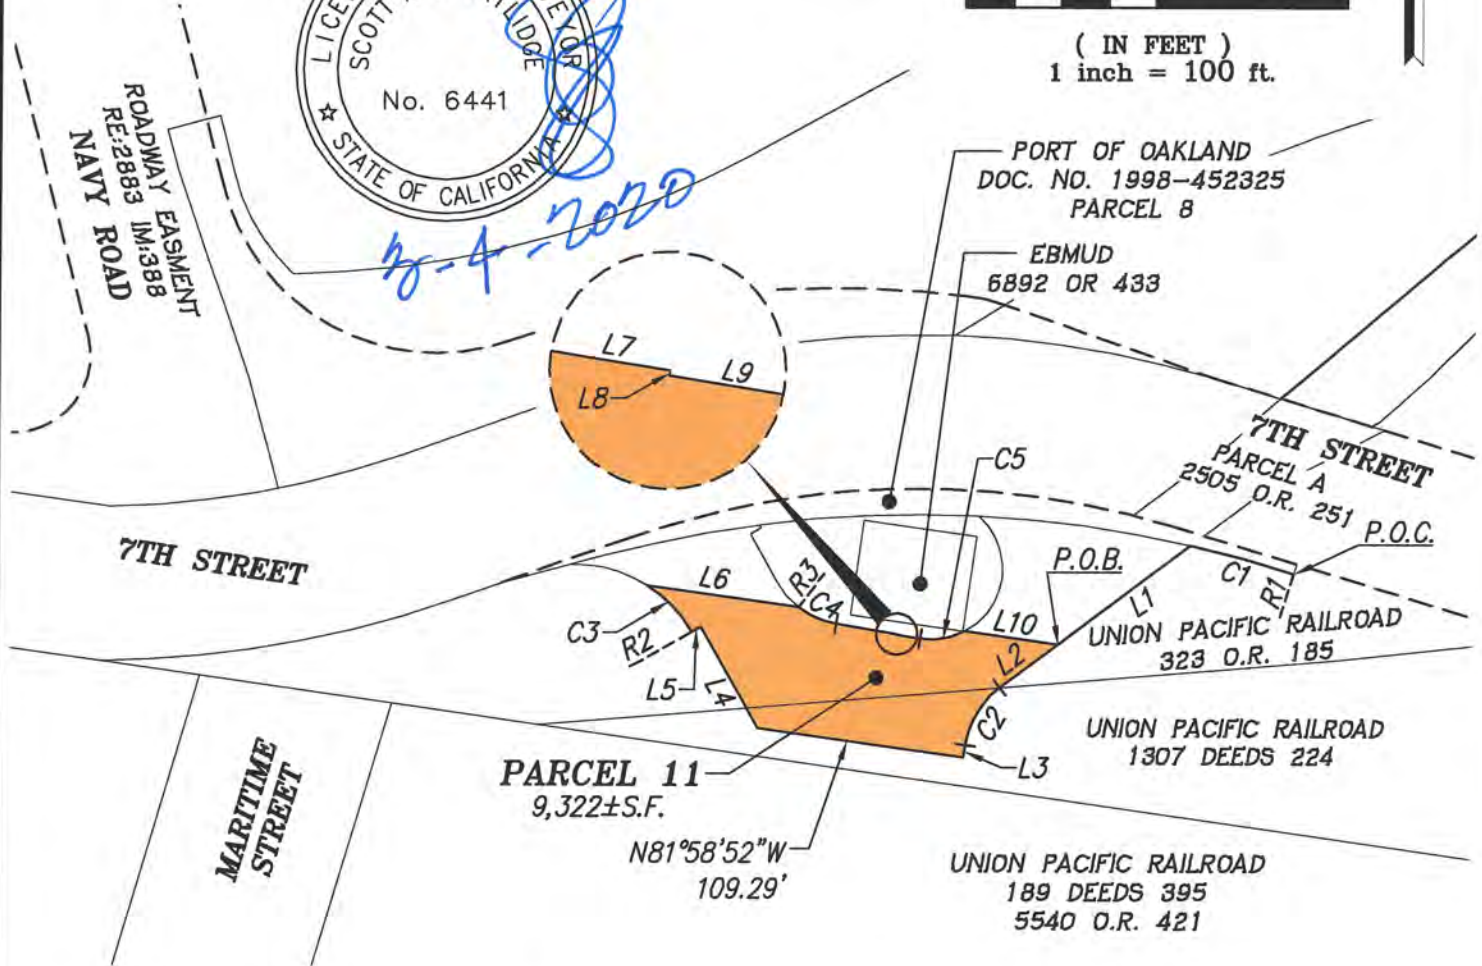 No. 6441
STATE OF CALIFORNIA
3-4-2020
( IN FEET )
1 inch = 100 ft.
ROADWAY EASMENT
RE:2883 IM:388
NAVY ROAD
PORT OF OAKLAND
DOC. NO. 1998-452325
PARCEL 8
EBMUD
6892 OR 433
L7
L9
L8
C5
7TH STREET
PARCEL A
2505 O.R. 251
P.O.C.
7TH STREET
P.O.B.
C1
R1
L1
L6
R3
C4
L10
C3
R2
L5
L4
L2
C2
L3
UNION PACIFIC RAILROAD
323 O.R. 185
UNION PACIFIC RAILROAD
1307 DEEDS 224
PARCEL 11
9,322±S.F.
N81°58'52"W
109.29'
MARITIME
STREET
UNION PACIFIC RAILROAD
189 DEEDS 395
5540 O.R. 421